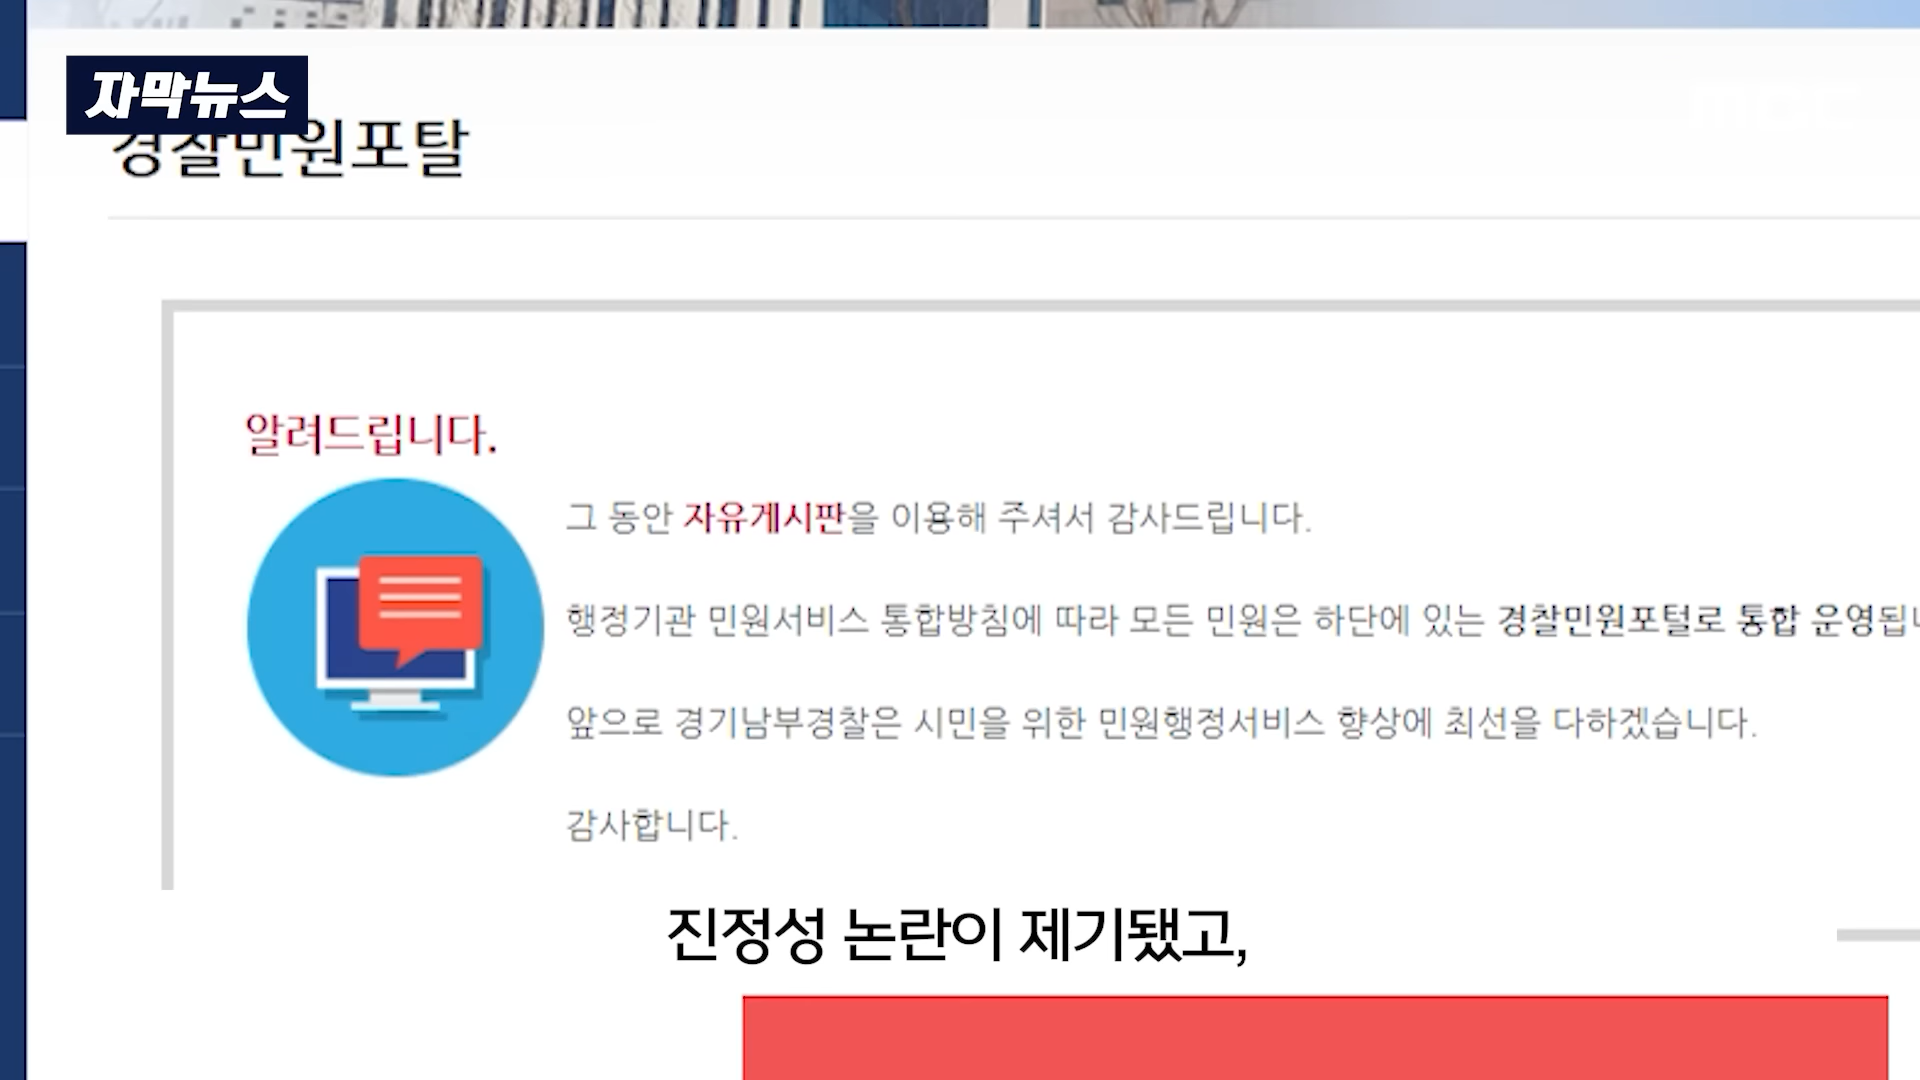 자막뉴스
경찰민원포탈
알려드립니다.
그 동안 자유게시판을 이용해 주셔서 감사드립니다.
행정기관 민원서비스 통합방침에 따라 모든 민원은 하단에 있는 경찰민원포털로 통합 운영됩니
앞으로 경기남부경찰은 시민을 위한 민원행정서비스 향상에 최선을 다하겠습니다.
감사합니다.
진정성 논란이 제기됐고,